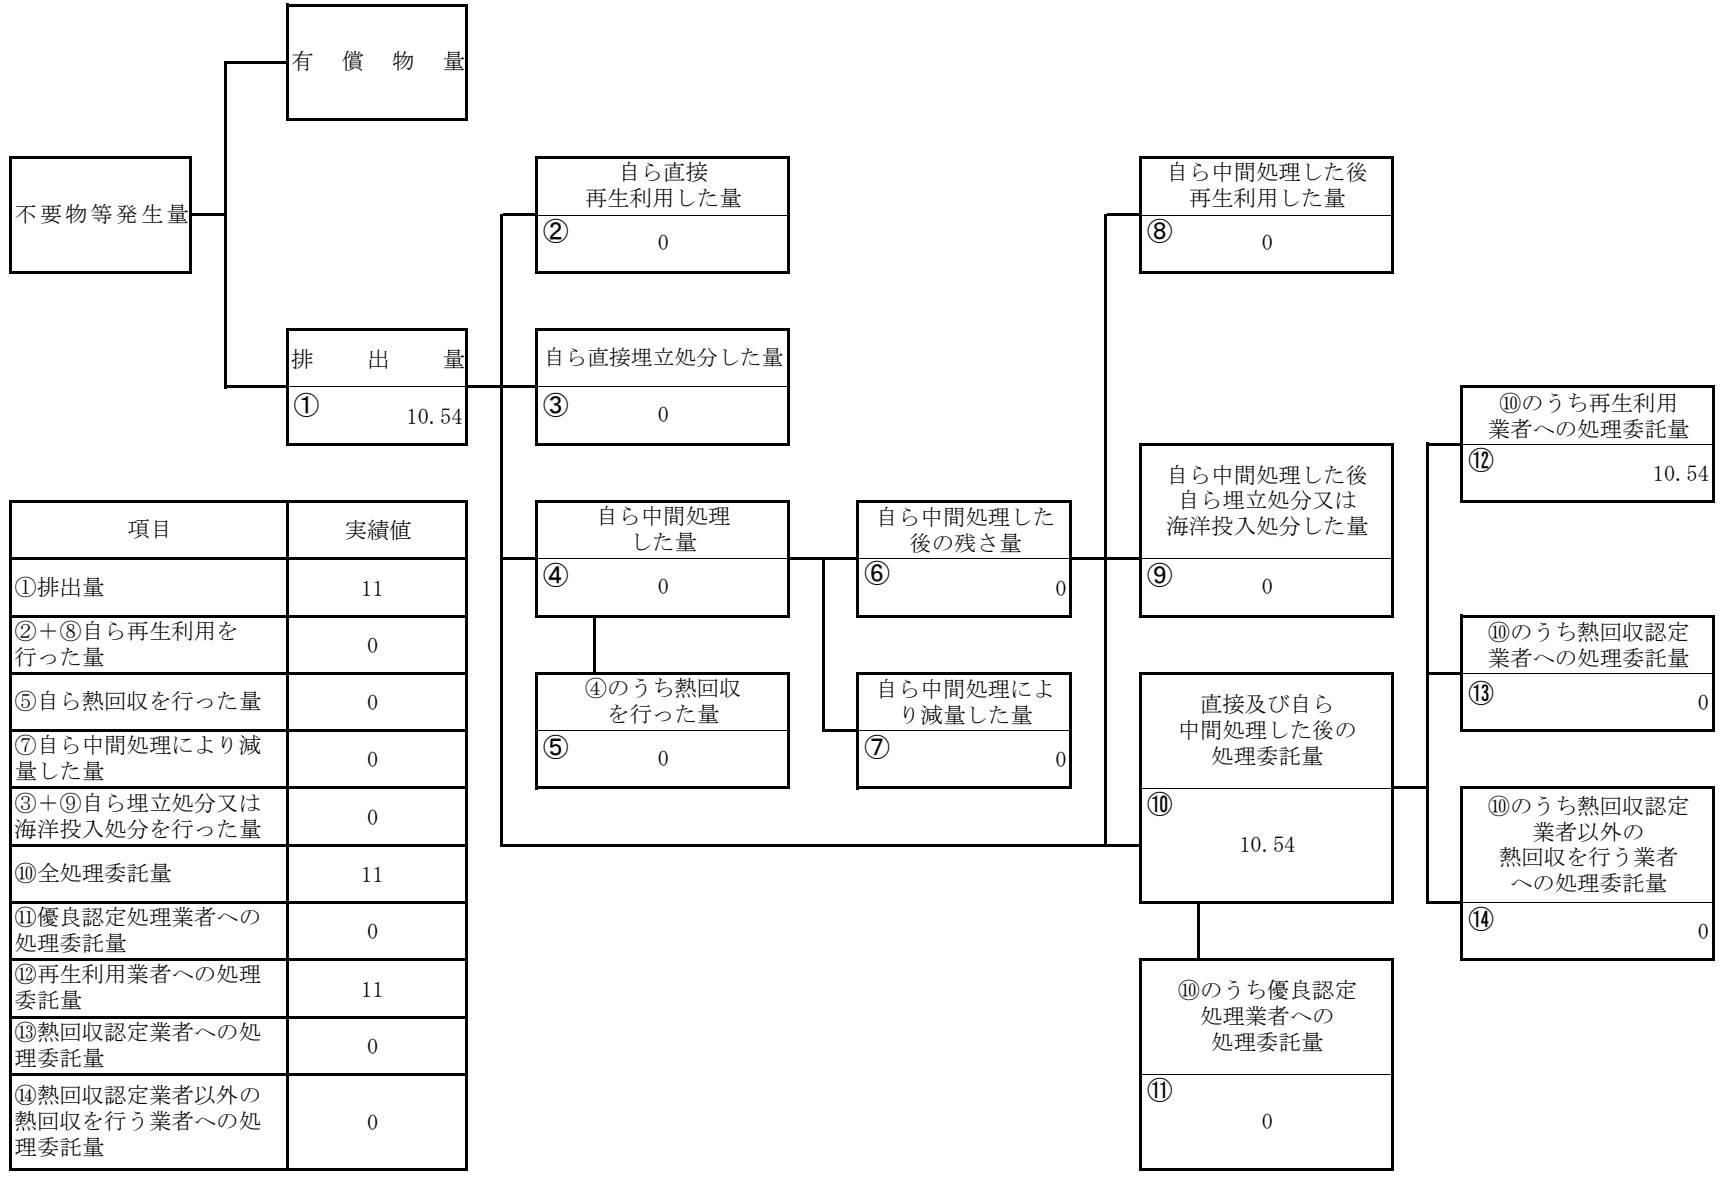 有償物量
不要物等発生量
自ら直接
再生利用した量
②
0
自ら中間処理した後
再生利用した量
⑧
0
排出量
①
10.54
自ら直接埋立処分した量
③
0
⑩のうち再生利用
業者への処理委託量
⑫
10.54
自ら中間処理
した量
④
0
自ら中間処理した
後の残さ量
⑥
0
自ら中間処理した後
自ら埋立処分又は
海洋投入処分した量
⑨
0
⑩のうち熱回収認定
業者への処理委託量
⑬
0
④のうち熱回収
を行った量
⑤
0
自ら中間処理によ
り減量した量
⑦
0
直接及び自ら
中間処理した後の
処理委託量
⑩
10.54
⑩のうち熱回収認定
業者以外の
熱回収を行う業者
への処理委託量
⑭
0
⑩のうち優良認定
処理業者への
処理委託量
⑪
0
項目 実績値
①排出量 11
②＋⑧自ら再生利用を
行った量 0
⑤自ら熱回収を行った量 0
⑦自ら中間処理により減
量した量 0
③＋⑨自ら埋立処分又は
海洋投入処分を行った量 0
⑩全処理委託量 11
⑪優良認定処理業者への
処理委託量 0
⑫再生利用業者への処理
委託量 11
⑬熱回収認定業者への処
理委託量 0
⑭熱回収認定業者以外の
熱回収を行う業者への処
理委託量 0